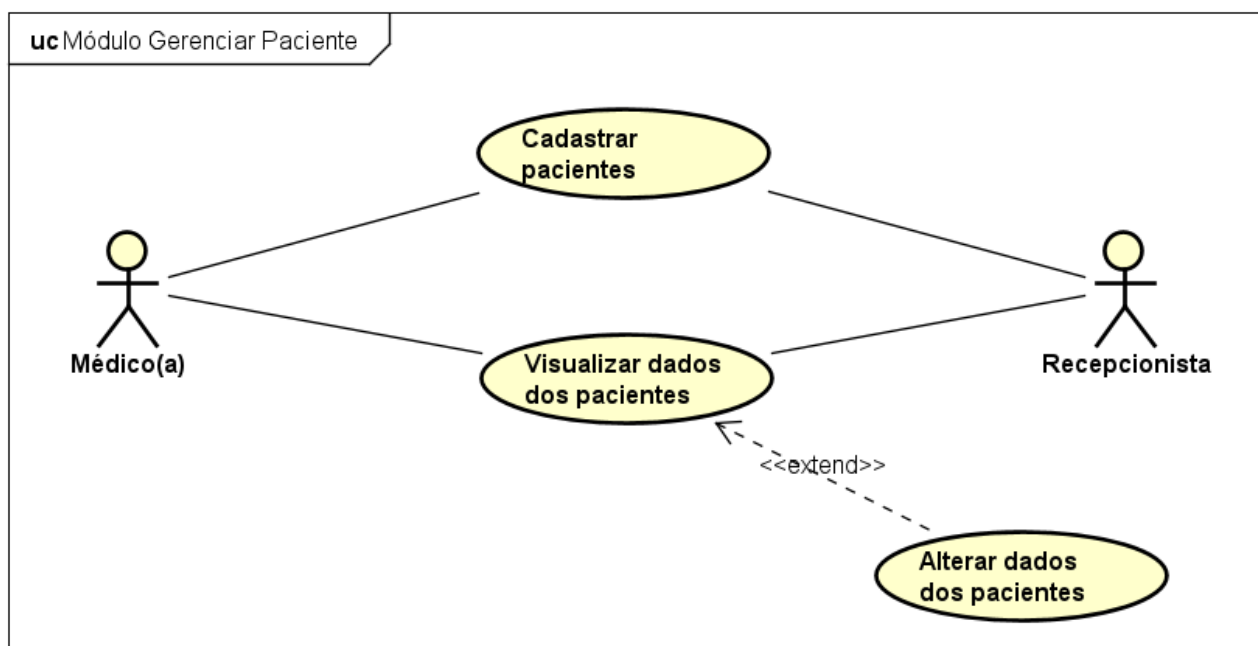 uc Módulo Gerenciar Paciente
Cadastrar
pacientes
Médico(a)
Recepcionista
Visualizar dados
dos pacientes
<<extend>>
Alterar dados
dos pacientes